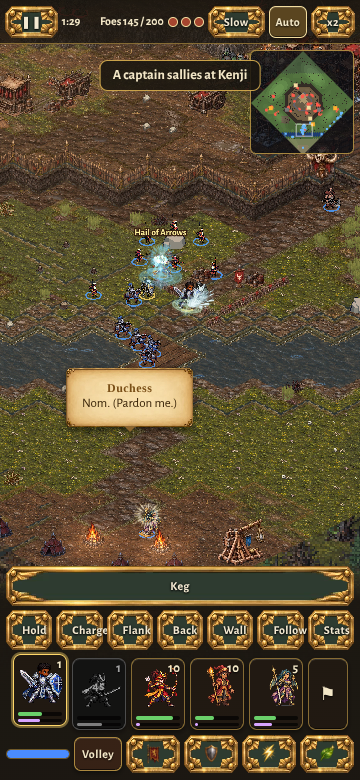 1:29
Foes 145/200
Slow
Auto
x2
A captain sallies at Kenji
Hail of Arrows
Duchess
Nom. (Pardon me.)
Keg
Hold
Charge
Flank
Back
Wall
Follow
Stats
1
1
10
10
5
Volley